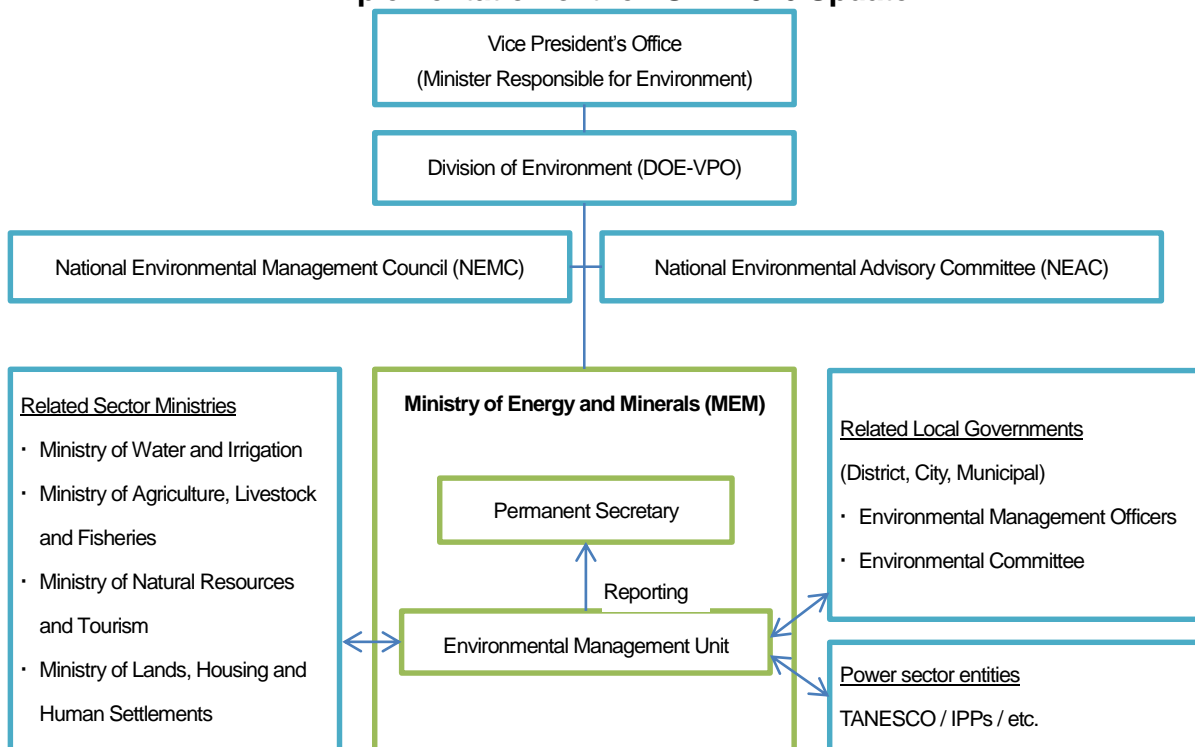 Vice President's Office
(Minister Responsible for Environment)
Division of Environment (DOE-VPO)
National Environmental Management Council (NEMC)
National Environmental Advisory Committee (NEAC)
Related Sector Ministries
・ Ministry of Water and Irrigation
・ Ministry of Agriculture, Livestock
and Fisheries
・ Ministry of Natural Resources
and Tourism
・ Ministry of Lands, Housing and
Human Settlements
Ministry of Energy and Minerals (MEM)
Permanent Secretary
Reporting
Environmental Management Unit
Related Local Governments
(District, City, Municipal)
・ Environmental Management Officers
・ Environmental Committee
Power sector entities
TANESCO / IPPs / etc.